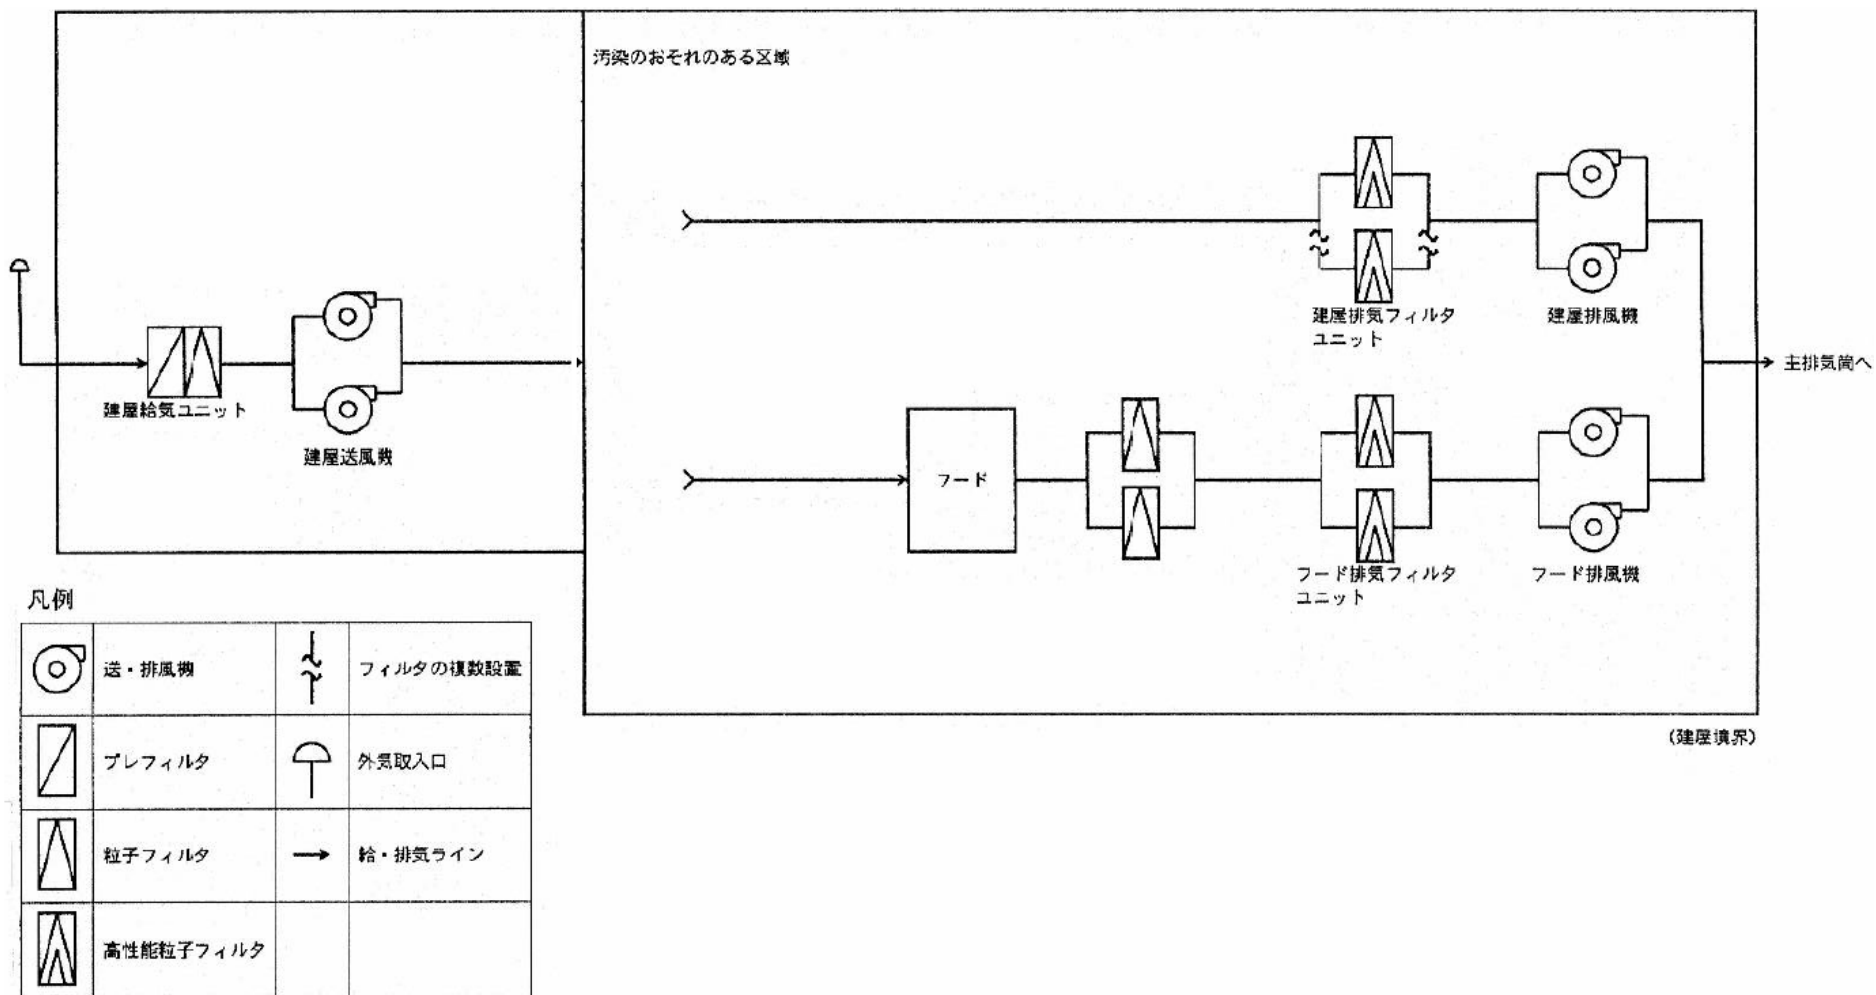 汚染のおそれのある区域
建屋排気フィルタ
ユニット
建屋排風機
主排気筒へ
建屋給気ユニット
建屋送風機
フード
フード排気フィルタ
ユニット
フード排風機
(建屋境界)
凡例
送・排風機
フィルタの複数設置
プレフィルタ
外気取入口
粒子フィルタ
給・排気ライン
高性能粒子フィルタ